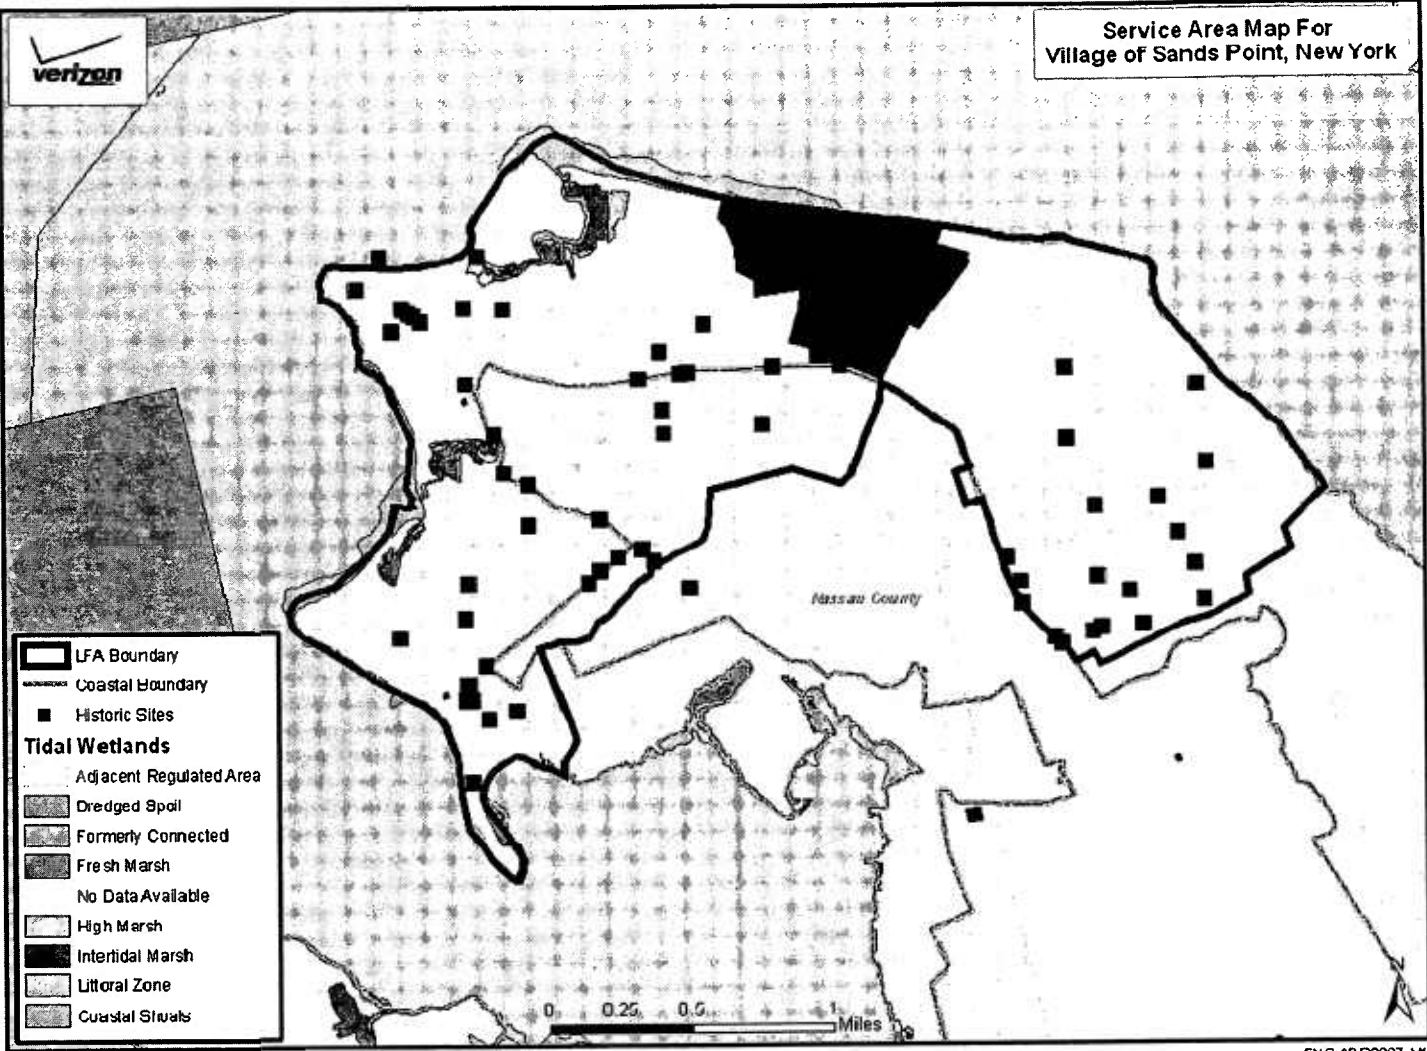 verizon
Service Area Map For
Village of Sands Point, New York
Nassau County
LFA Boundary
Coastal Boundary
Historic Sites
Tidal Wetlands
Adjacent Regulated Area
Dredged Spoil
Formerly Connected
Fresh Marsh
No Data Available
High Marsh
Intertidal Marsh
Littoral Zone
Coastal Shoals
0 0.25 0.5 1
Miles